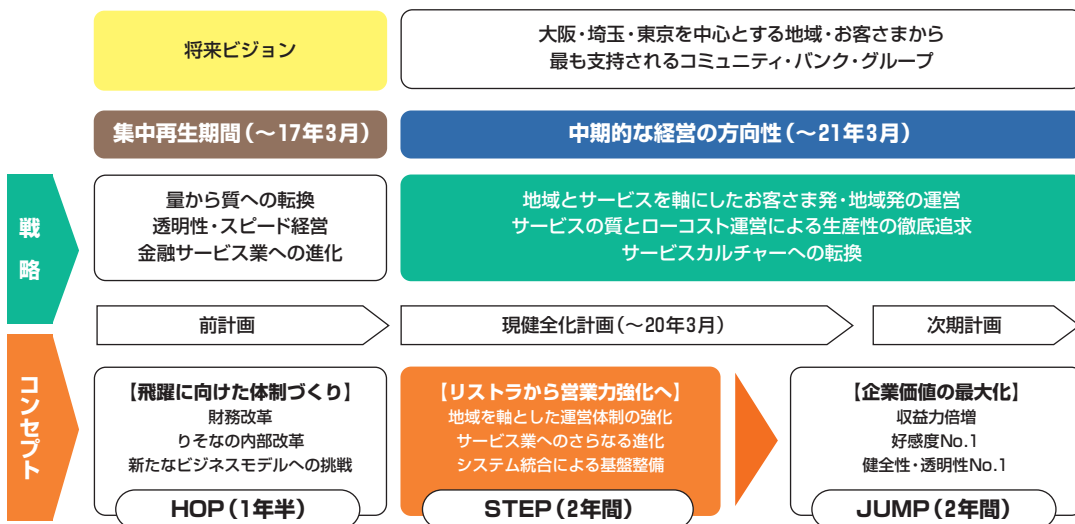 将来ビジョン
大阪・埼玉・東京を中心とする地域・お客さまから
最も支持されるコミュニティ・バンク・グループ
集中再生期間（～17年3月）
中期的な経営の方向性（～21年3月）
戦略
量から質への転換
透明性・スピード経営
金融サービス業への進化
地域とサービスを軸にしたお客さま発・地域発の運営
サービスの質とローコスト運営による生産性の徹底追求
サービスカルチャーへの転換
前計画
現健全化計画（～20年3月）
次期計画
コンセプト
【飛躍に向けた体制づくり】
財務改革
りそなの内部改革
新たなビジネスモデルへの挑戦
HOP（1年半）
【リストラから営業力強化へ】
地域を軸とした運営体制の強化
サービス業へのさらなる進化
システム統合による基盤整備
STEP（2年間）
【企業価値の最大化】
収益力倍増
好感度No.1
健全性・透明性No.1
JUMP（2年間）